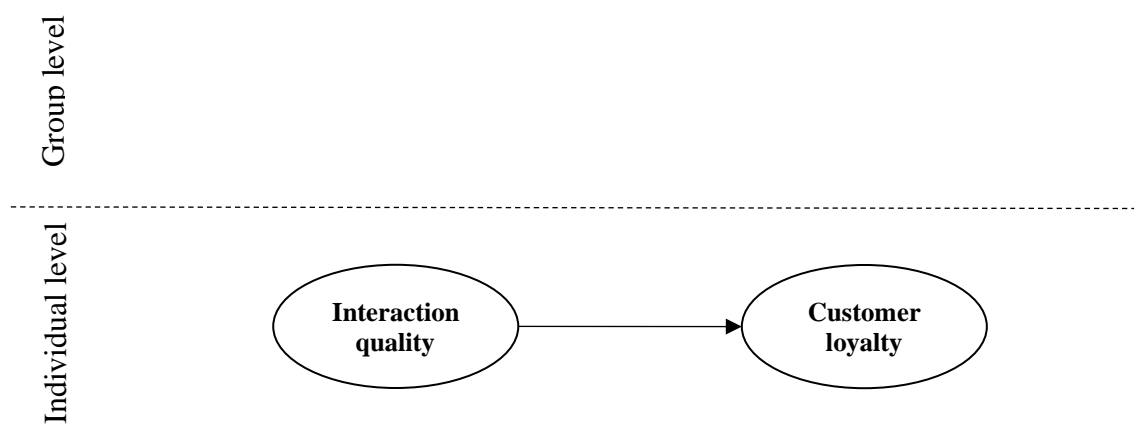 Group level
Individual level
Interaction
quality
Customer
loyalty